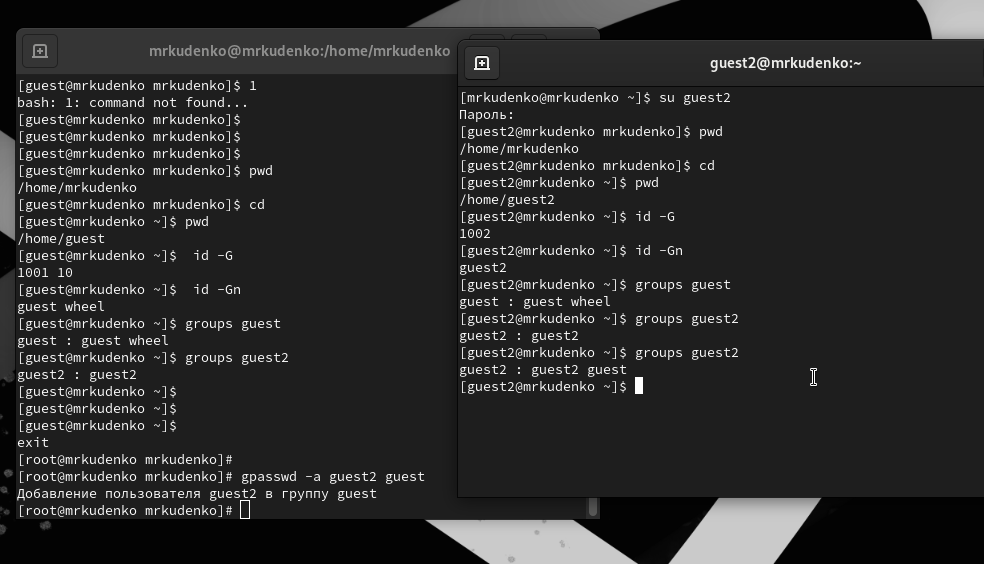 mrkudenko@mrkudenko:/home/mrkudenko
[guest@mrkudenko mrkudenko]$ 1
bash: 1: command not found...
[guest@mrkudenko mrkudenko]$
[guest@mrkudenko mrkudenko]$
[guest@mrkudenko mrkudenko]$
[guest@mrkudenko mrkudenko]$ pwd
/home/mrkudenko
[guest@mrkudenko mrkudenko]$ cd
[guest@mrkudenko ~]$ pwd
/home/guest
[guest@mrkudenko ~]$  id -G
1001 10
[guest@mrkudenko ~]$  id -Gn
guest wheel
[guest@mrkudenko ~]$ groups guest
guest : guest wheel
[guest@mrkudenko ~]$ groups guest2
guest2 : guest2
[guest@mrkudenko ~]$
[guest@mrkudenko ~]$
[guest@mrkudenko ~]$
exit
[root@mrkudenko mrkudenko]#
[root@mrkudenko mrkudenko]# gpasswd -a guest2 guest
Добавление пользователя guest2 в группу guest
[root@mrkudenko mrkudenko]#
guest2@mrkudenko:~
[mrkudenko@mrkudenko ~]$ su guest2
Пароль:
[guest2@mrkudenko mrkudenko]$ pwd
/home/mrkudenko
[guest2@mrkudenko mrkudenko]$ cd
[guest2@mrkudenko ~]$ pwd
/home/guest2
[guest2@mrkudenko ~]$ id -G
1002
[guest2@mrkudenko ~]$ id -Gn
guest2
[guest2@mrkudenko ~]$ groups guest
guest : guest wheel
[guest2@mrkudenko ~]$ groups guest2
guest2 : guest2
[guest2@mrkudenko ~]$ groups guest2
guest2 : guest2 guest
[guest2@mrkudenko ~]$